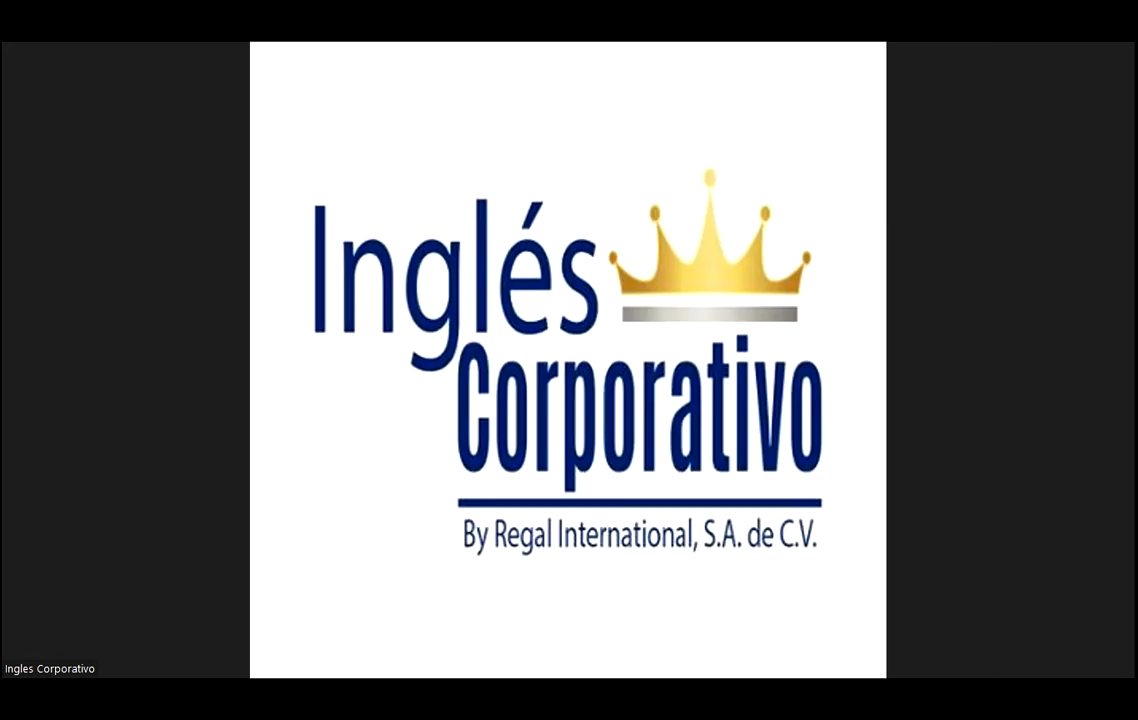 Inglés
Corporativo
By Regal International, S.A. de C.V.
Ingles Corporativo